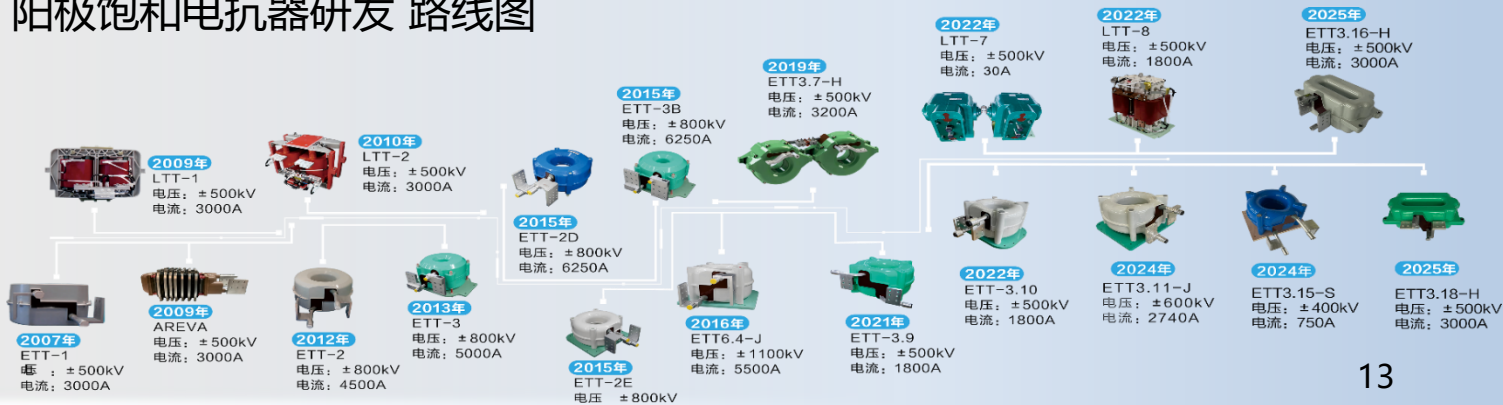 阳极饱和电抗器研发 路线图
2007年
ETT-1
电压 : ±500kV
电流: 3000A
2009年
LTT-1
电压: ±500kV
电流: 3000A
2009年
AREVA
电压: ±500kV
电流: 3000A
2010年
LTT-2
电压: ±500kV
电流: 3000A
2012年
ETT-2
电压: ±800kV
电流: 4500A
2013年
ETT-3
电压: ±800kV
电流: 5000A
2015年
ETT-2D
电压: ±800kV
电流: 6250A
2015年
ETT-2E
电压 ±800kV
2015年
ETT-3B
电压: ±800kV
电流: 6250A
2016年
ETT6.4-J
电压: ±1100kV
电流: 5500A
2019年
ETT3.7-H
电压: ±500kV
电流: 3200A
2021年
ETT-3.9
电压: ±500kV
电流: 1800A
2022年
LTT-7
电压: ±500kV
电流: 30A
2022年
ETT-3.10
电压: ±500kV
电流: 1800A
2022年
LTT-8
电压: ±500kV
电流: 1800A
2024年
ETT3.11-J
电压: ±600kV
电流: 2740A
2024年
ETT3.15-S
电压: ±400kV
电流: 750A
2025年
ETT3.16-H
电压: ±500kV
电流: 3000A
2025年
ETT3.18-H
电压: ±500kV
电流: 3000A
13